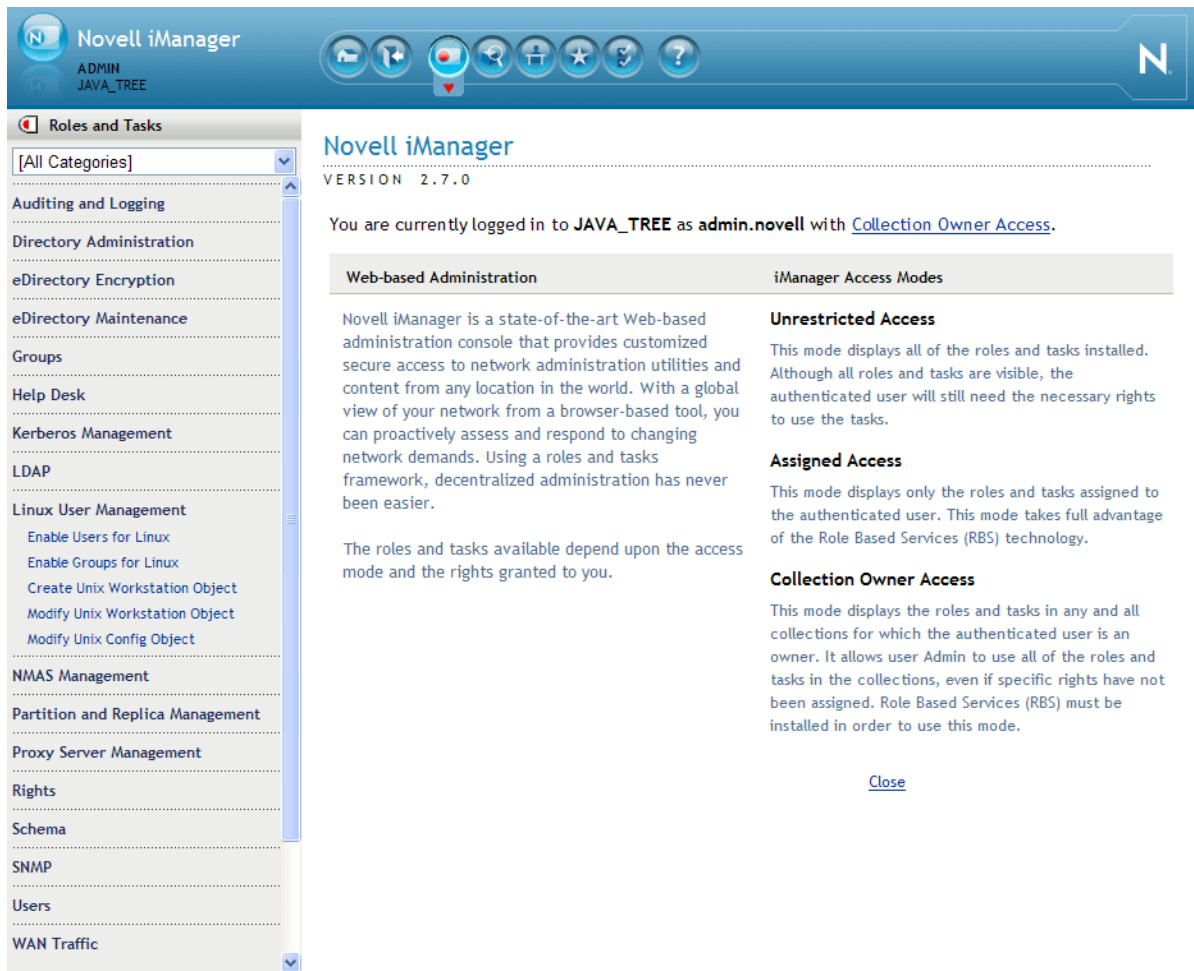 Novell iManager
ADMIN
JAVA_TREE
N
N
Roles and Tasks
[All Categories]
Auditing and Logging
Directory Administration
eDirectory Encryption
eDirectory Maintenance
Groups
Help Desk
Kerberos Management
LDAP
Linux User Management
Enable Users for Linux
Enable Groups for Linux
Create Unix Workstation Object
Modify Unix Workstation Object
Modify Unix Config Object
NMAS Management
Partition and Replica Management
Proxy Server Management
Rights
Schema
SNMP
Users
WAN Traffic
Novell iManager
VERSION 2.7.0
You are currently logged in to JAVA_TREE as admin.novell with Collection Owner Access.
Web-based Administration
Novell iManager is a state-of-the-art Web-based
administration console that provides customized
secure access to network administration utilities and
content from any location in the world. With a global
view of your network from a browser-based tool, you
can proactively assess and respond to changing
network demands. Using a roles and tasks
framework, decentralized administration has never
been easier.
The roles and tasks available depend upon the access
mode and the rights granted to you.
iManager Access Modes
Unrestricted Access
This mode displays all of the roles and tasks installed.
Although all roles and tasks are visible, the
authenticated user will still need the necessary rights
to use the tasks.
Assigned Access
This mode displays only the roles and tasks assigned to
the authenticated user. This mode takes full advantage
of the Role Based Services (RBS) technology.
Collection Owner Access
This mode displays the roles and tasks in any and all
collections for which the authenticated user is an
owner. It allows user Admin to use all of the roles and
tasks in the collections, even if specific rights have not
been assigned. Role Based Services (RBS) must be
installed in order to use this mode.
Close